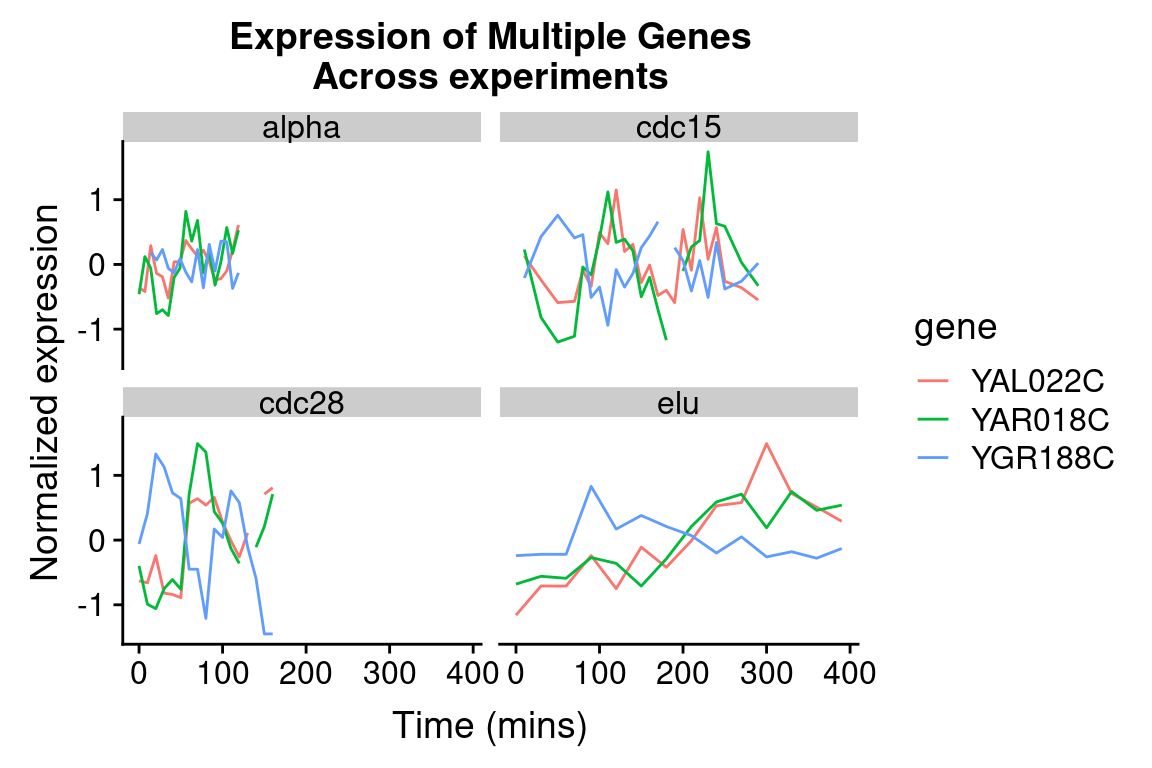 Expression of Multiple Genes
Across experiments
alpha
cdc15
1
0
-1
cdc28
elu
1
0
-1
0 100 200 300 400
0 100 200 300 400
Time (mins)
Normalized expression
gene
YAL022C
YAR018C
YGR188C